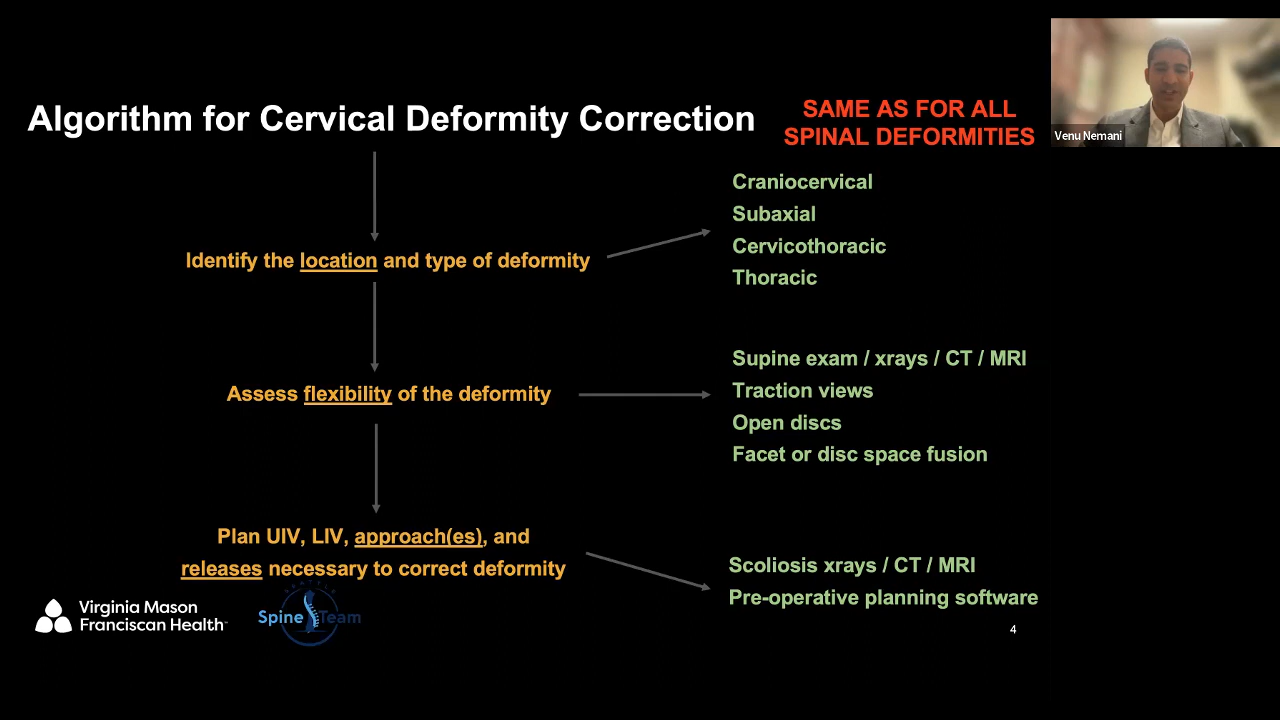 Algorithm for Cervical Deformity Correction
SAME AS FOR ALL
SPINAL DEFORMITIES
Venu Nemani
Craniocervical
Subaxial
Cervicothoracic
Thoracic
Identify the location and type of deformity
Supine exam / xrays / CT / MRI
Traction views
Open discs
Facet or disc space fusion
Assess flexibility of the deformity
Plan UIV, LIV, approach(es), and
releases necessary to correct deformity
Scoliosis xrays / CT / MRI
Pre-operative planning software
Virginia Mason
Franciscan Health™
Spine Team
4